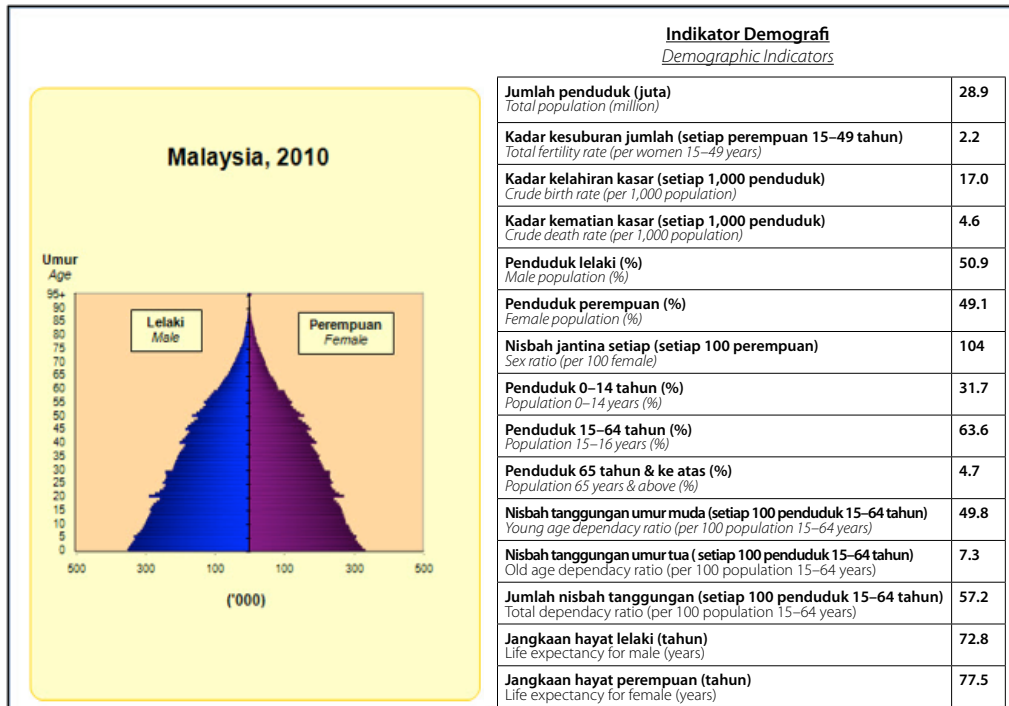 Malaysia, 2010
Umur
Age
95+
90
85
80
75
70
65
60
55
50
45
40
35
30
25
20
15
10
5
0
Lelaki
Male
Perempuan
Female
500 300 100 100 300 500
('000)
Indikator Demografi
Demographic Indicators
Jumlah penduduk (juta) 28.9
Total population (million)
Kadar kesuburan jumlah (setiap perempuan 15–49 tahun) 2.2
Total fertility rate (per women 15–49 years)
Kadar kelahiran kasar (setiap 1,000 penduduk) 17.0
Crude birth rate (per 1,000 population)
Kadar kematian kasar (setiap 1,000 penduduk) 4.6
Crude death rate (per 1,000 population)
Penduduk lelaki (%) 50.9
Male population (%)
Penduduk perempuan (%) 49.1
Female population (%)
Nisbah jantina setiap (setiap 100 perempuan) 104
Sex ratio (per 100 female)
Penduduk 0–14 tahun (%) 31.7
Population 0–14 years (%)
Penduduk 15–64 tahun (%) 63.6
Population 15–16 years (%)
Penduduk 65 tahun & ke atas (%) 4.7
Population 65 years & above (%)
Nisbah tanggungan umur muda (setiap 100 penduduk 15–64 tahun) 49.8
Young age dependacy ratio (per 100 population 15–64 years)
Nisbah tanggungan umur tua ( setiap 100 penduduk 15–64 tahun) 7.3
Old age dependacy ratio (per 100 population 15–64 years)
Jumlah nisbah tanggungan (setiap 100 penduduk 15–64 tahun) 57.2
Total dependacy ratio (per 100 population 15–64 years)
Jangkaan hayat lelaki (tahun) 72.8
Life expectancy for male (years)
Jangkaan hayat perempuan (tahun) 77.5
Life expectancy for female (years)